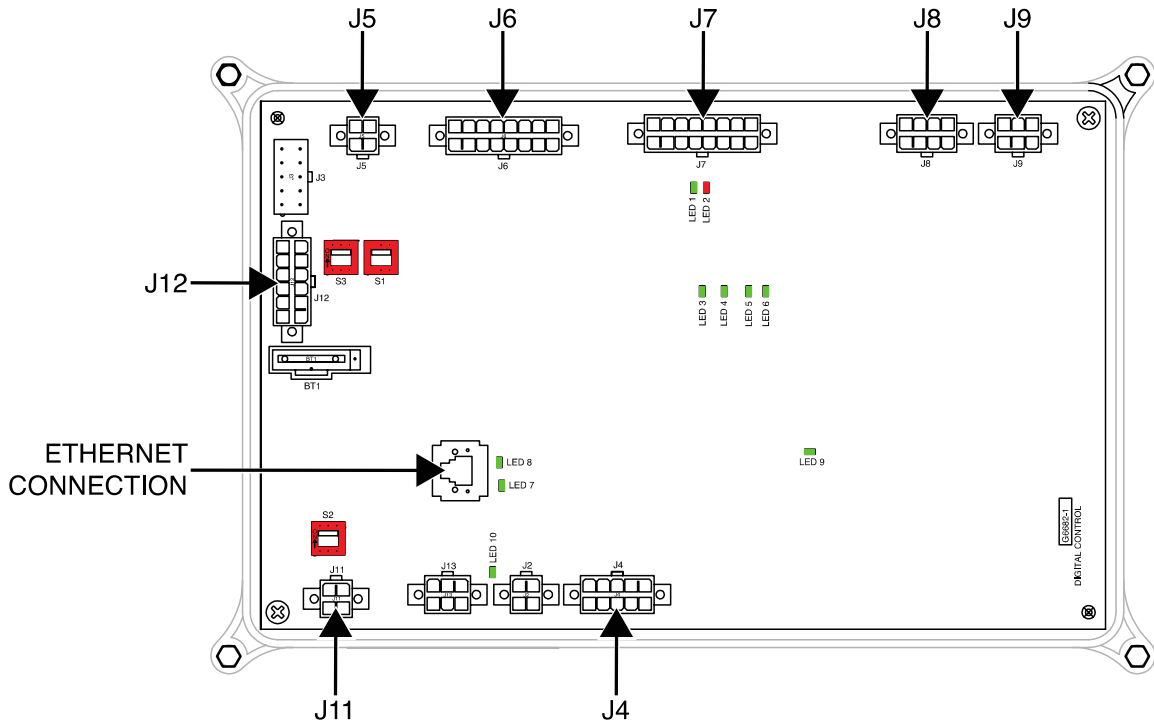 J5
J6
J7
J8
J9
J5
J6
J7
J8
J9
J3
LED 1
LED 2
S3
S1
J12
J12
LED 3
LED 4
LED 5
LED 6
BT1
BT1
ETHERNET
CONNECTION
LED 8
LED 7
LED 9
S2
LED 10
G6682-1
DIGITAL CONTROL
J11
J13
J2
J4
J11
J11
J4